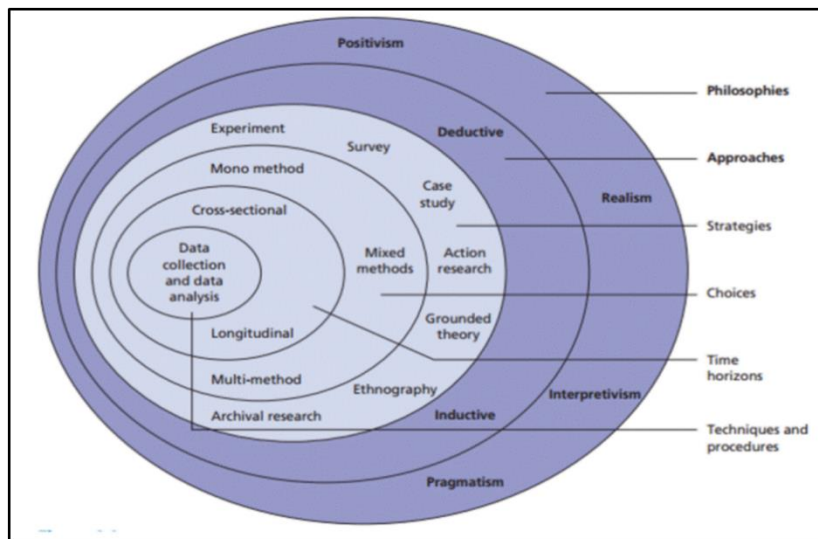 Positivism
Philosophies
Experiment
Deductive
Survey
Approaches
Mono method
Case
study
Realism
Cross-sectional
Strategies
Data
collection
and data
analysis
Mixed
methods
Action
research
Choices
Grounded
theory
Longitudinal
Time
horizons
Multi-method
Ethnography
Interpretivism
Archival research
Inductive
Techniques and
procedures
Pragmatism